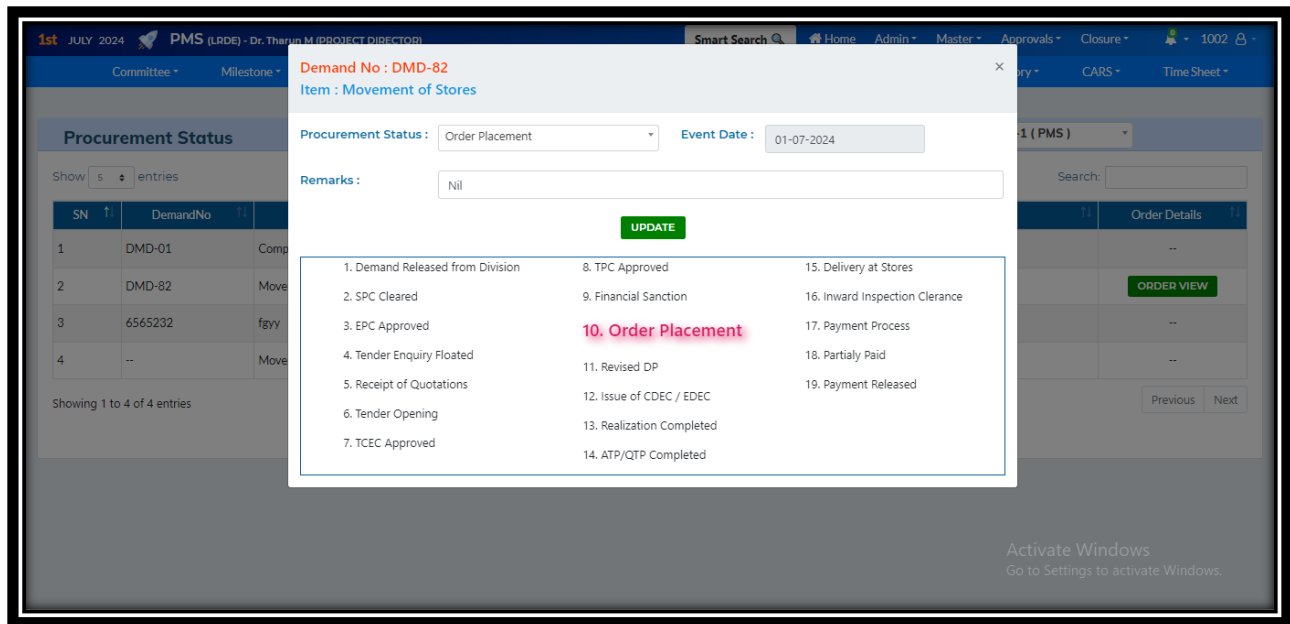 1st JULY 2024 PMS (LRDE) - Dr. Tharun M (PROJECT DIRECTOR) Smart Search Home Admin Master Approvals Closure 1002
Committee Milestone CARS Time Sheet
Demand No : DMD-82
Item : Movement of Stores
Procurement Status
-1 ( PMS )
Procurement Status : Order Placement Event Date : 01-07-2024
Show 5 entries
Search:
Remarks : Nil
SN DemandNo Order Details
UPDATE
1 DMD-01 Comp --
2 DMD-82 Move ORDER VIEW
3 6565232 fgyy --
4 -- Move --
Showing 1 to 4 of 4 entries
Previous Next
1. Demand Released from Division
2. SPC Cleared
3. EPC Approved
4. Tender Enquiry Floated
5. Receipt of Quotations
6. Tender Opening
7. TCEC Approved
8. TPC Approved
9. Financial Sanction
10. Order Placement
11. Revised DP
12. Issue of CDEC / EDEC
13. Realization Completed
14. ATP/QTP Completed
15. Delivery at Stores
16. Inward Inspection Clerance
17. Payment Process
18. Partialy Paid
19. Payment Released
Activate Windows
Go to Settings to activate Windows.